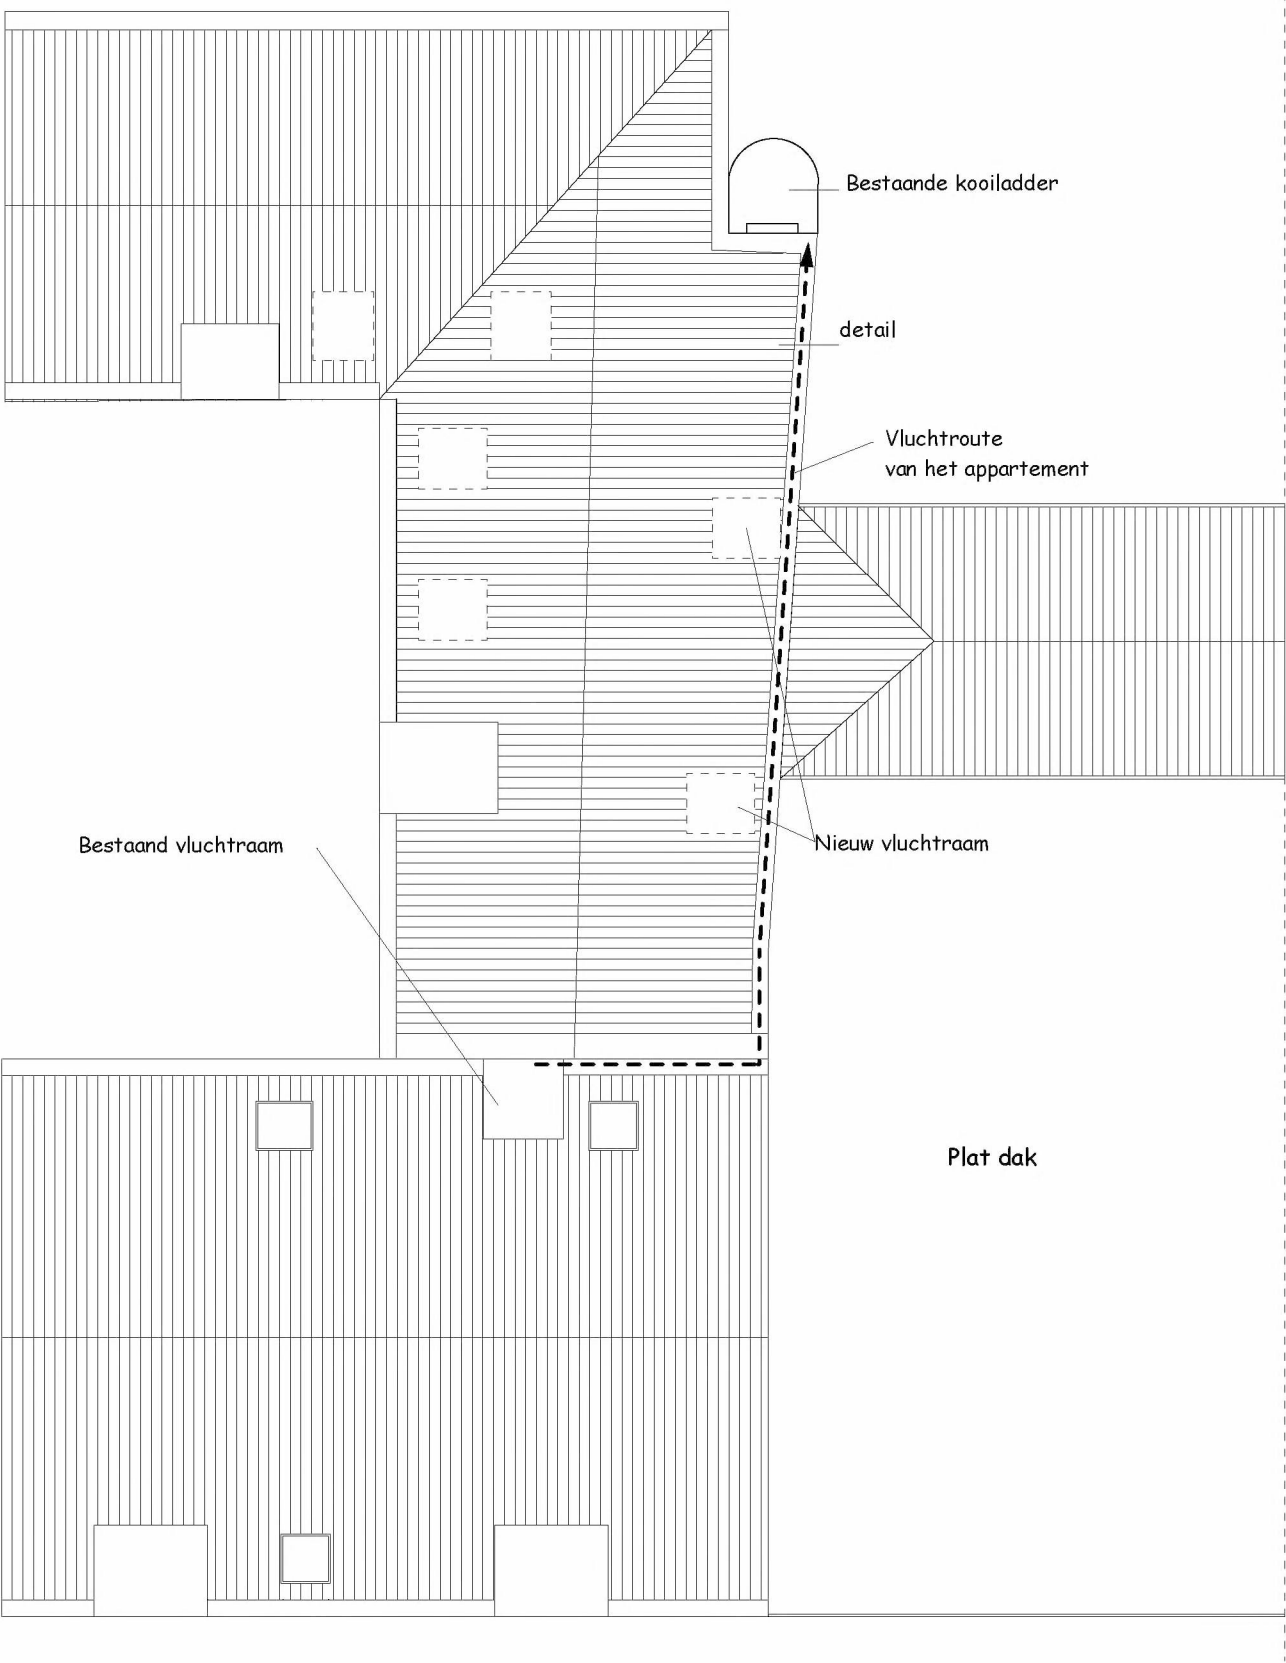 Bestaande kooiladder
detail
Vluchtroute
van het appartement
Bestaand vluchtraam
Nieuw vluchtraam
Plat dak